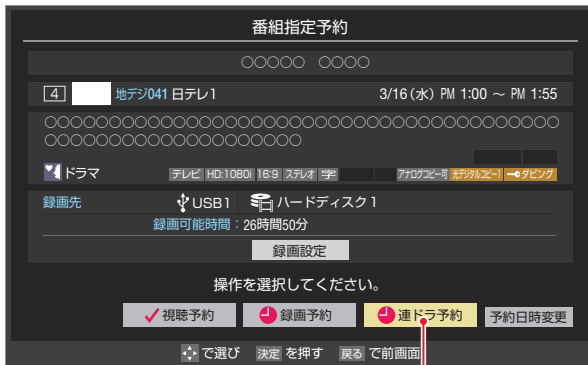 番組指定予約
○○○○○ ○○○○
4 地デジ041 日テレ1 3/16(水) PM 1:00 ～ PM 1:55
○○○○○○○○○○○○○○○○○○○○○○○○○○○○○○
○○○○○○○○○○○○○○○
ドラマ テレビ HD:1080i 16:9 ステレオ 字 アナログコピー可 光デジタルコピー1 ダビング
録画先 USB1 ハードディスク1
録画可能時間：26時間50分
録画設定
操作を選択してください。
視聴予約 録画予約 連ドラ予約 予約日時変更
で選び 決定 を押す 戻る で前画面